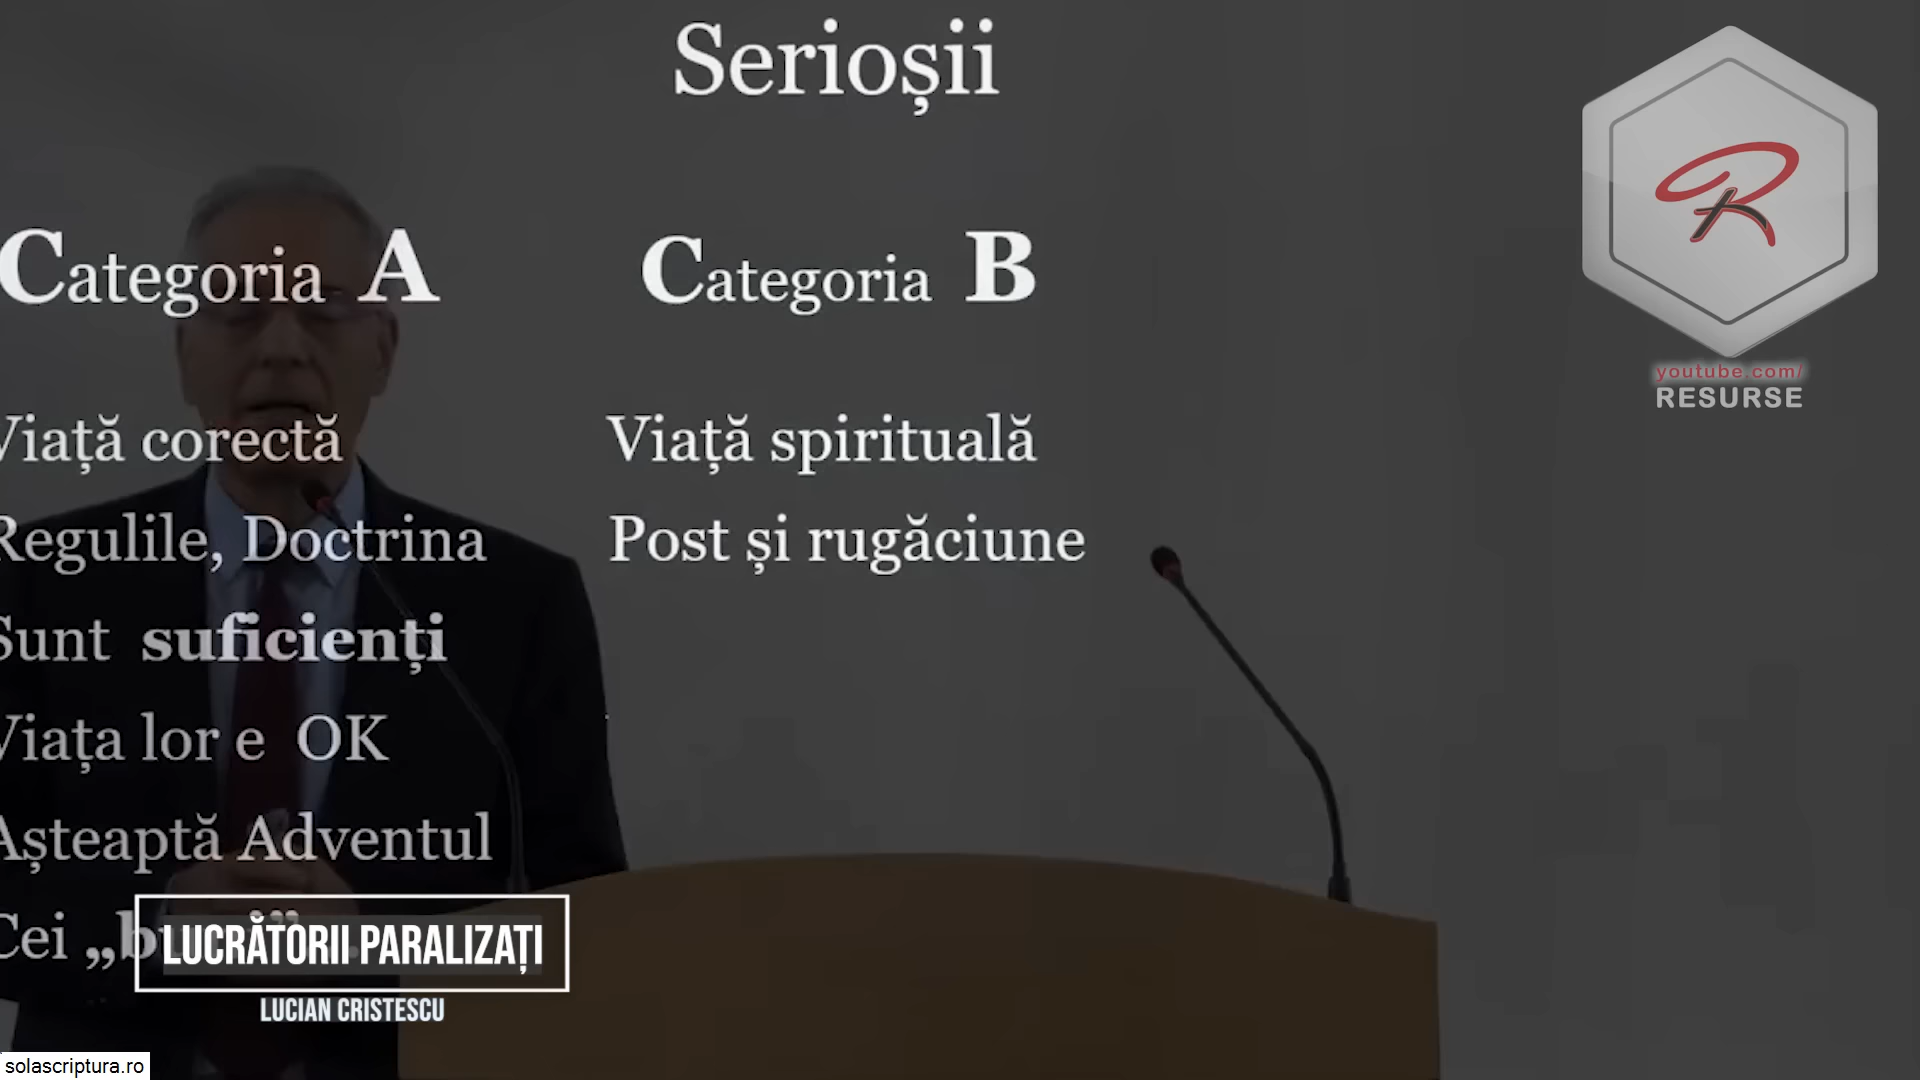 Serioșii
Categoria A
Categoria B
Viață corectă
Viață spirituală
Regulile, Doctrina
Post și rugăciune
Sunt suficienți
Viața lor e OK
Așteaptă Adventul
Cei
LUCRĂTORII PARALIZAȚI
LUCIAN CRISTESCU
youtube.com/
RESURSE
solascriptura.ro